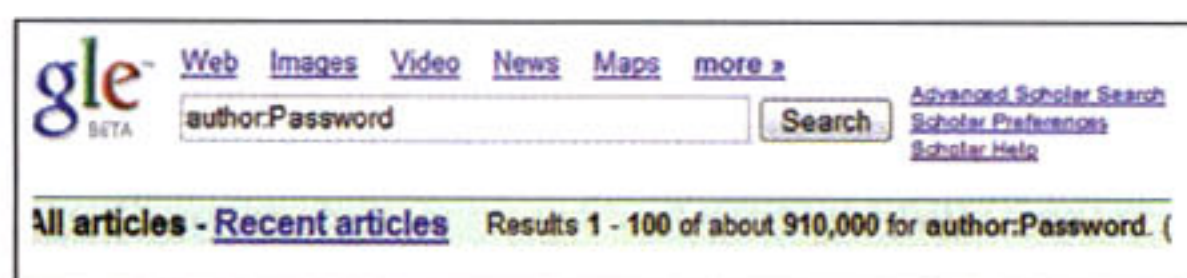 gle™ Web Images Video News Maps more »
BETA
author:Password Search
Advanced Scholar Search
Scholar Preferences
Scholar Help
All articles - Recent articles Results 1 - 100 of about 910,000 for author:Password. (